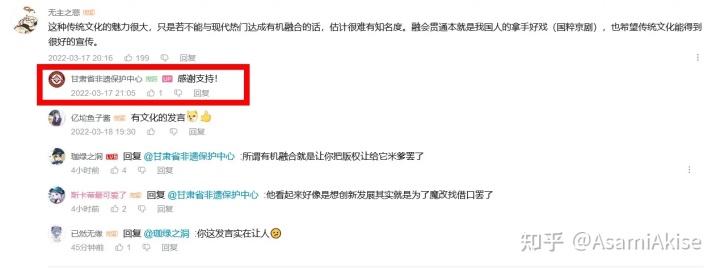 无主之恋
这种传统文化的魅力很大，只是若不能与现代热门达成有机融合的话，估计很难有知名度。融会贯通本就是我国人的拿手好戏（国粹京剧），也希望传统文化能得到
很好的宣传。
2022-03-17 20:16 199 回复
甘肃省非遗保护中心 UP 感谢支持！
2022-03-17 21:05 1 回复
亿坨鱼子酱 有文化的发言
2022-03-18 19:30 回复
珈绿之洞 回复 @甘肃省非遗保护中心 :所谓有机融合就是让你把版权让给它米爹罢了
4小时前 4 回复
斯卡蒂最可爱了 回复 @甘肃省非遗保护中心 :他看起来好像是想创新发展其实就是为了魔改找借口罢了
4小时前 2 回复
已然无缘 回复 @珈绿之洞 :你这发言实在让人
45分钟前 1 回复
知乎 @AsamiAkise